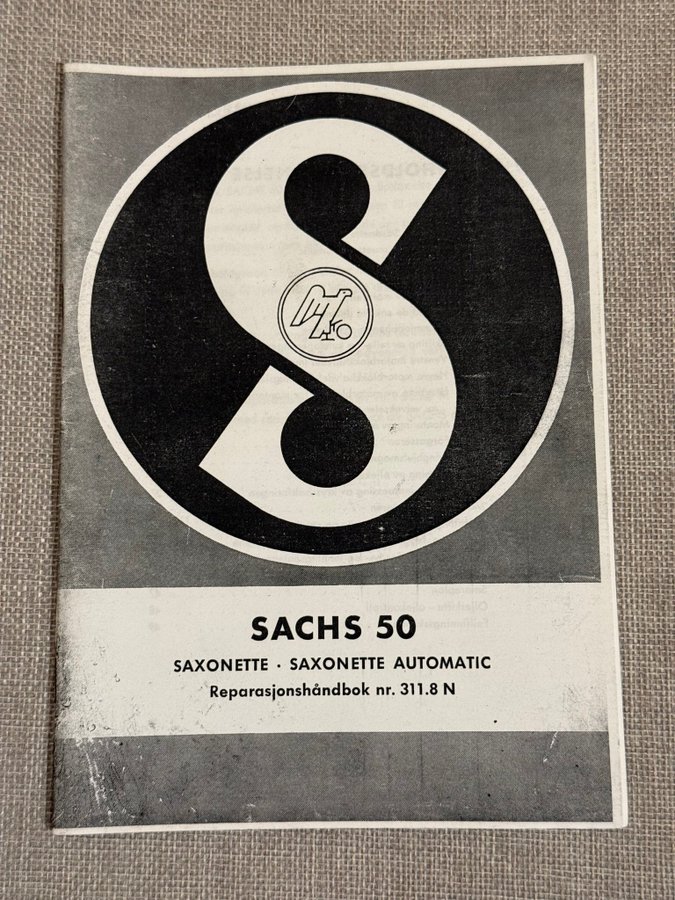 SACHS 50
SAXONETTE · SAXONETTE AUTOMATIC
Reparasjonshåndbok nr. 311.8 N